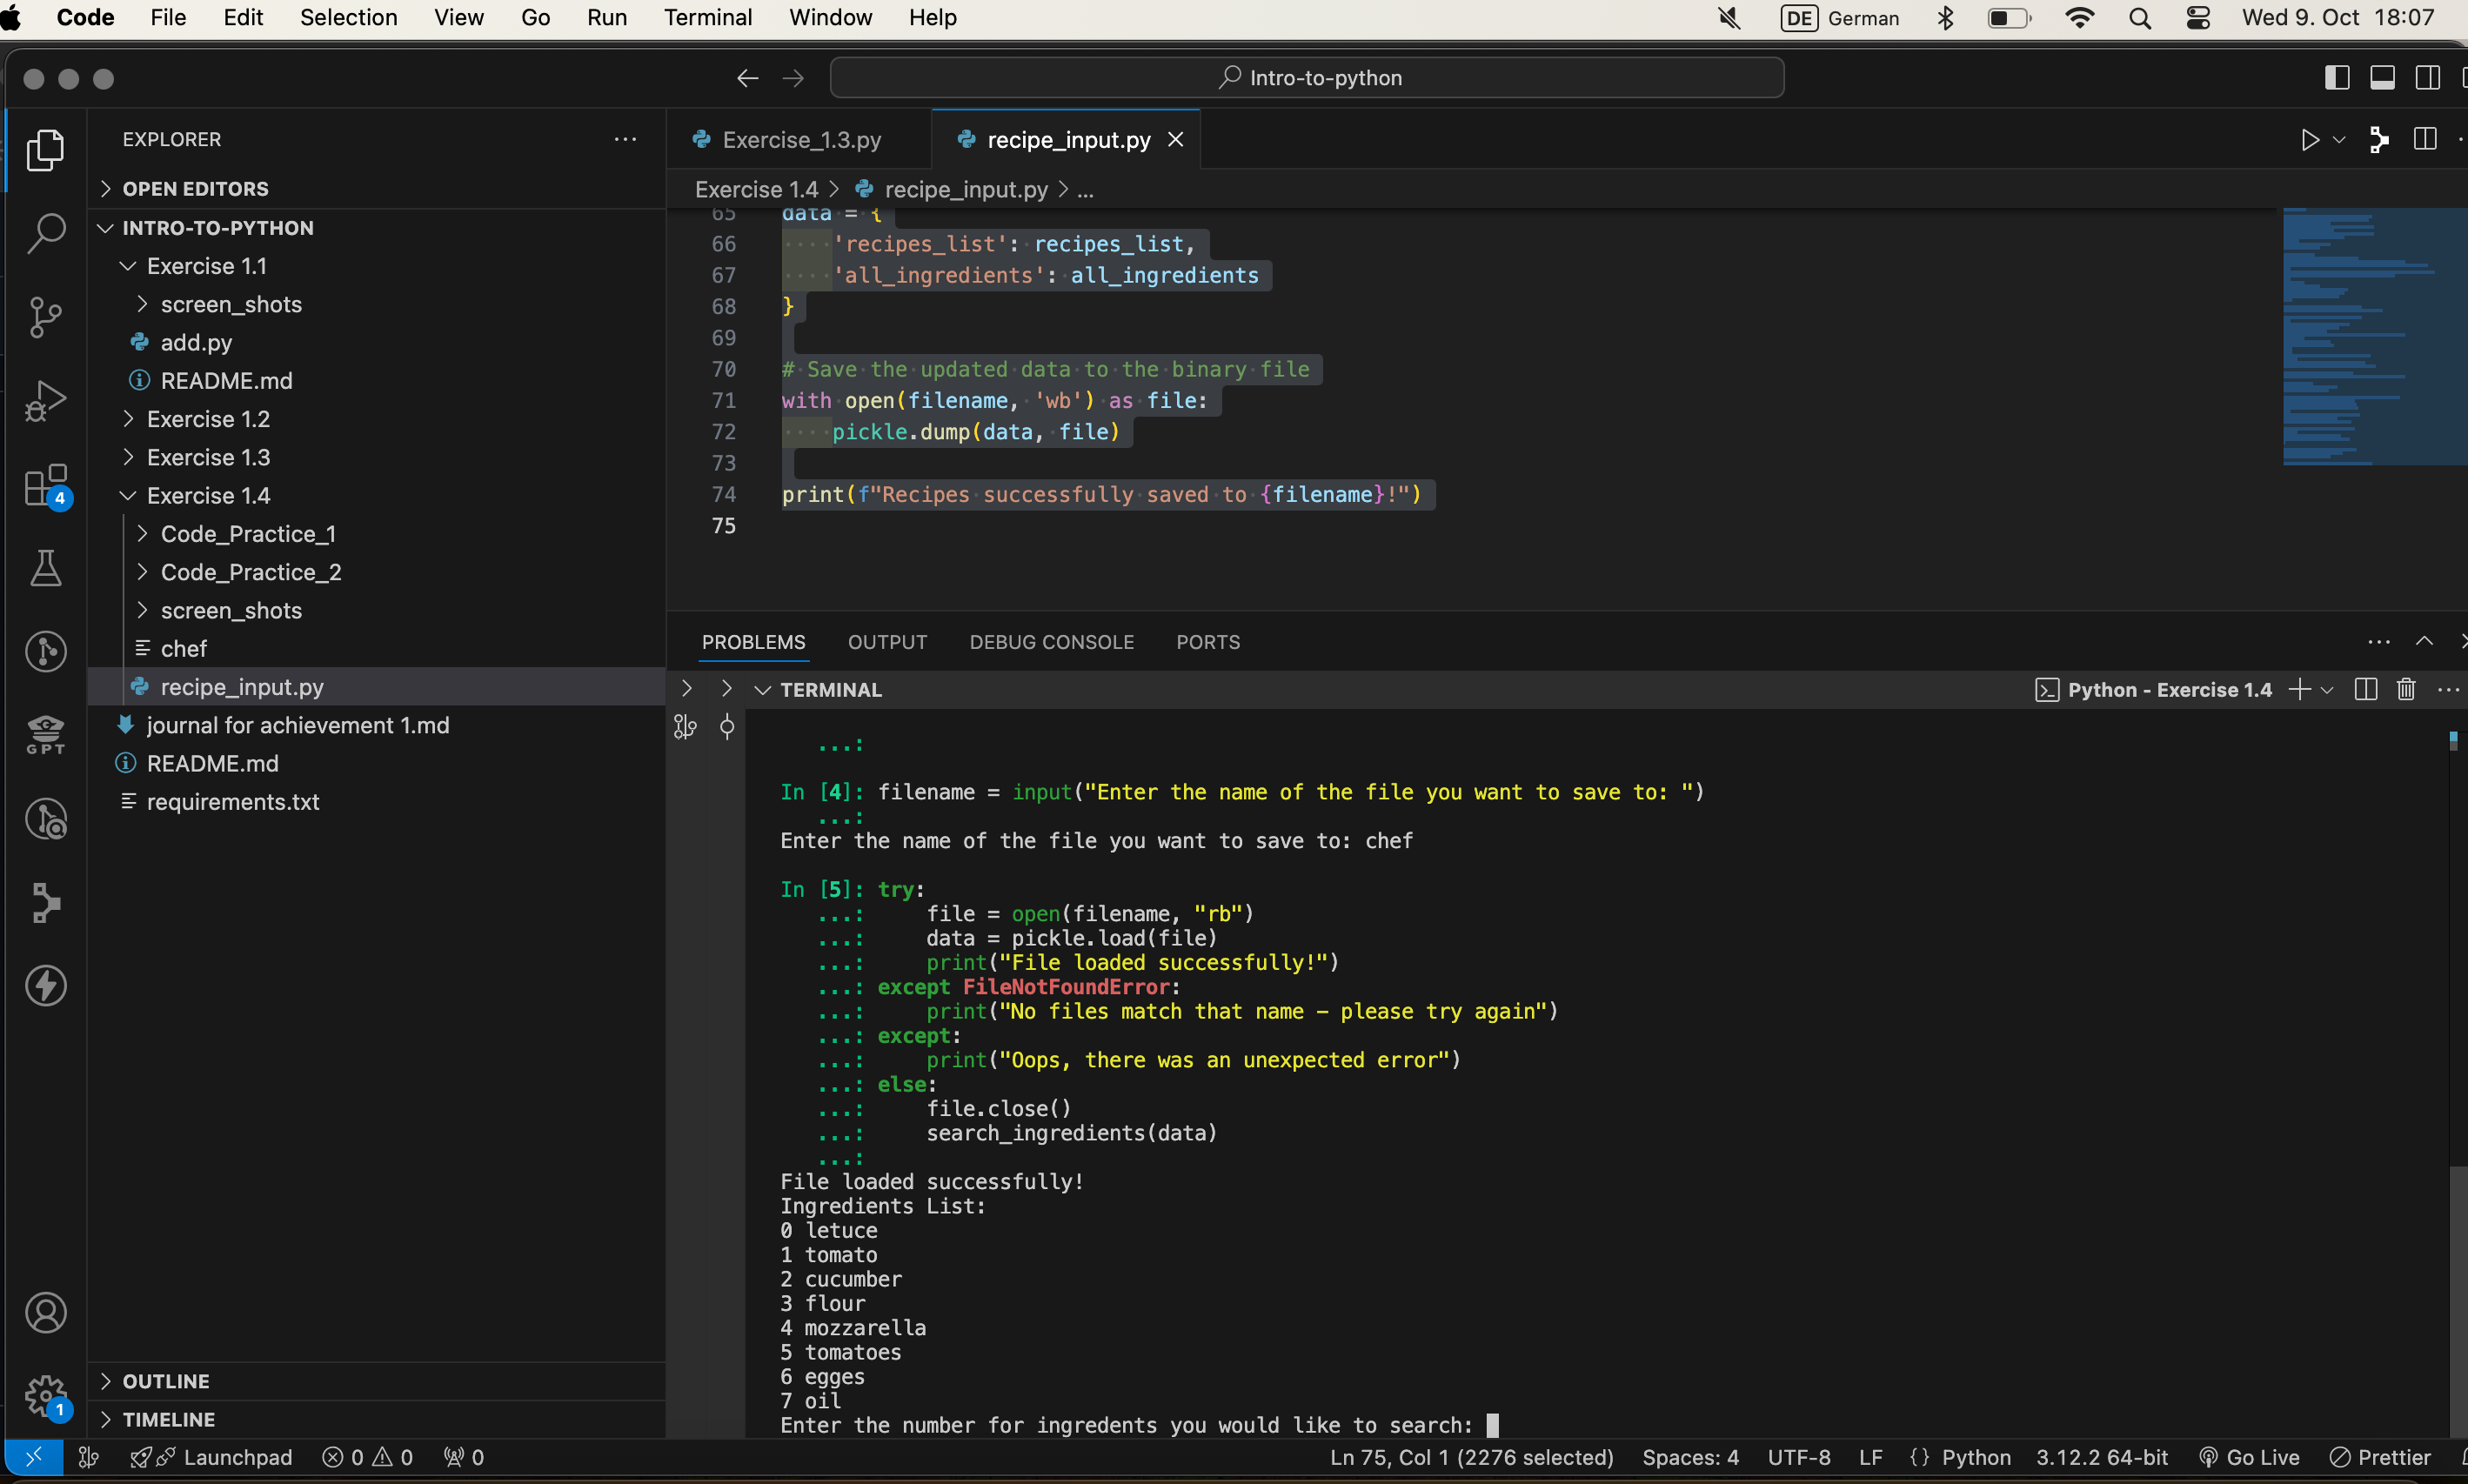 Code File Edit Selection View Go Run Terminal Window Help DE German Wed 9. Oct 18:07
Intro-to-python
EXPLORER
OPEN EDITORS
INTRO-TO-PYTHON
Exercise 1.1
screen_shots
add.py
README.md
Exercise 1.2
Exercise 1.3
Exercise 1.4
Code_Practice_1
Code_Practice_2
screen_shots
chef
recipe_input.py
journal for achievement 1.md
README.md
requirements.txt
OUTLINE
TIMELINE
4
GPT
1
Exercise_1.3.py recipe_input.py
Exercise 1.4 > recipe_input.py > ...
65 data = {
66 'recipes_list': recipes_list,
67 'all_ingredients': all_ingredients
68 }
69
70 # Save the updated data to the binary file
71 with open(filename, 'wb') as file:
72 pickle.dump(data, file)
73
74 print(f"Recipes successfully saved to {filename}!")
75
PROBLEMS OUTPUT DEBUG CONSOLE PORTS
TERMINAL Python - Exercise 1.4
...:
In [4]: filename = input("Enter the name of the file you want to save to: ")
...:
Enter the name of the file you want to save to: chef
In [5]: try:
...: file = open(filename, "rb")
...: data = pickle.load(file)
...: print("File loaded successfully!")
...: except FileNotFoundError:
...: print("No files match that name – please try again")
...: except:
...: print("Oops, there was an unexpected error")
...: else:
...: file.close()
...: search_ingredients(data)
...:
File loaded successfully!
Ingredients List:
0 letuce
1 tomato
2 cucumber
3 flour
4 mozzarella
5 tomatoes
6 egges
7 oil
Enter the number for ingredents you would like to search:
Launchpad 0 0 0 Ln 75, Col 1 (2276 selected) Spaces: 4 UTF-8 LF {} Python 3.12.2 64-bit Go Live Prettier